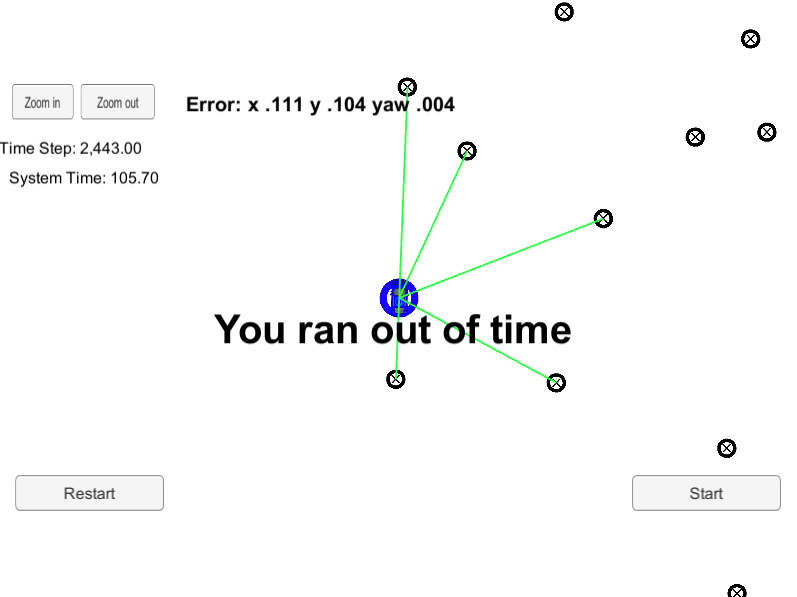 Zoom in
Zoom out
Error: x .111 y .104 yaw .004
Time Step: 2,443.00
System Time: 105.70
You ran out of time
Restart
Start